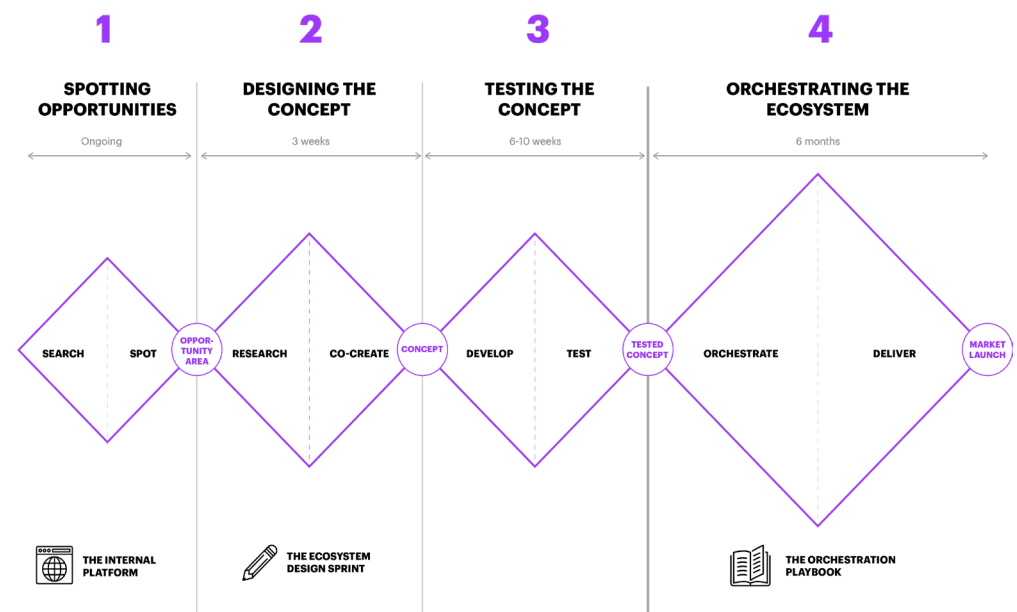 1
2
3
4
SPOTTING
OPPORTUNITIES
DESIGNING THE
CONCEPT
TESTING THE
CONCEPT
ORCHESTRATING THE
ECOSYSTEM
Ongoing
3 weeks
6-10 weeks
6 months
SEARCH
SPOT
OPPOR-
TUNITY
AREA
RESEARCH
CO-CREATE
CONCEPT
DEVELOP
TEST
TESTED
CONCEPT
ORCHESTRATE
DELIVER
MARKET
LAUNCH
THE INTERNAL
PLATFORM
THE ECOSYSTEM
DESIGN SPRINT
THE ORCHESTRATION
PLAYBOOK